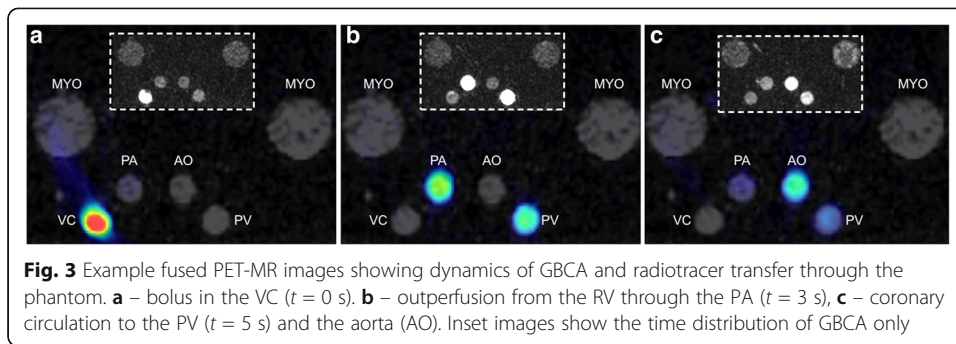 a
b
c
MYO
MYO
PA
AO
VC
PV
MYO
MYO
PA
AO
VC
PV
MYO
MYO
PA
AO
VC
PV
Fig. 3 Example fused PET-MR images showing dynamics of GBCA and radiotracer transfer through the
phantom. a – bolus in the VC (t = 0 s). b – outperfusion from the RV through the PA (t = 3 s), c – coronary
circulation to the PV (t = 5 s) and the aorta (AO). Inset images show the time distribution of GBCA only